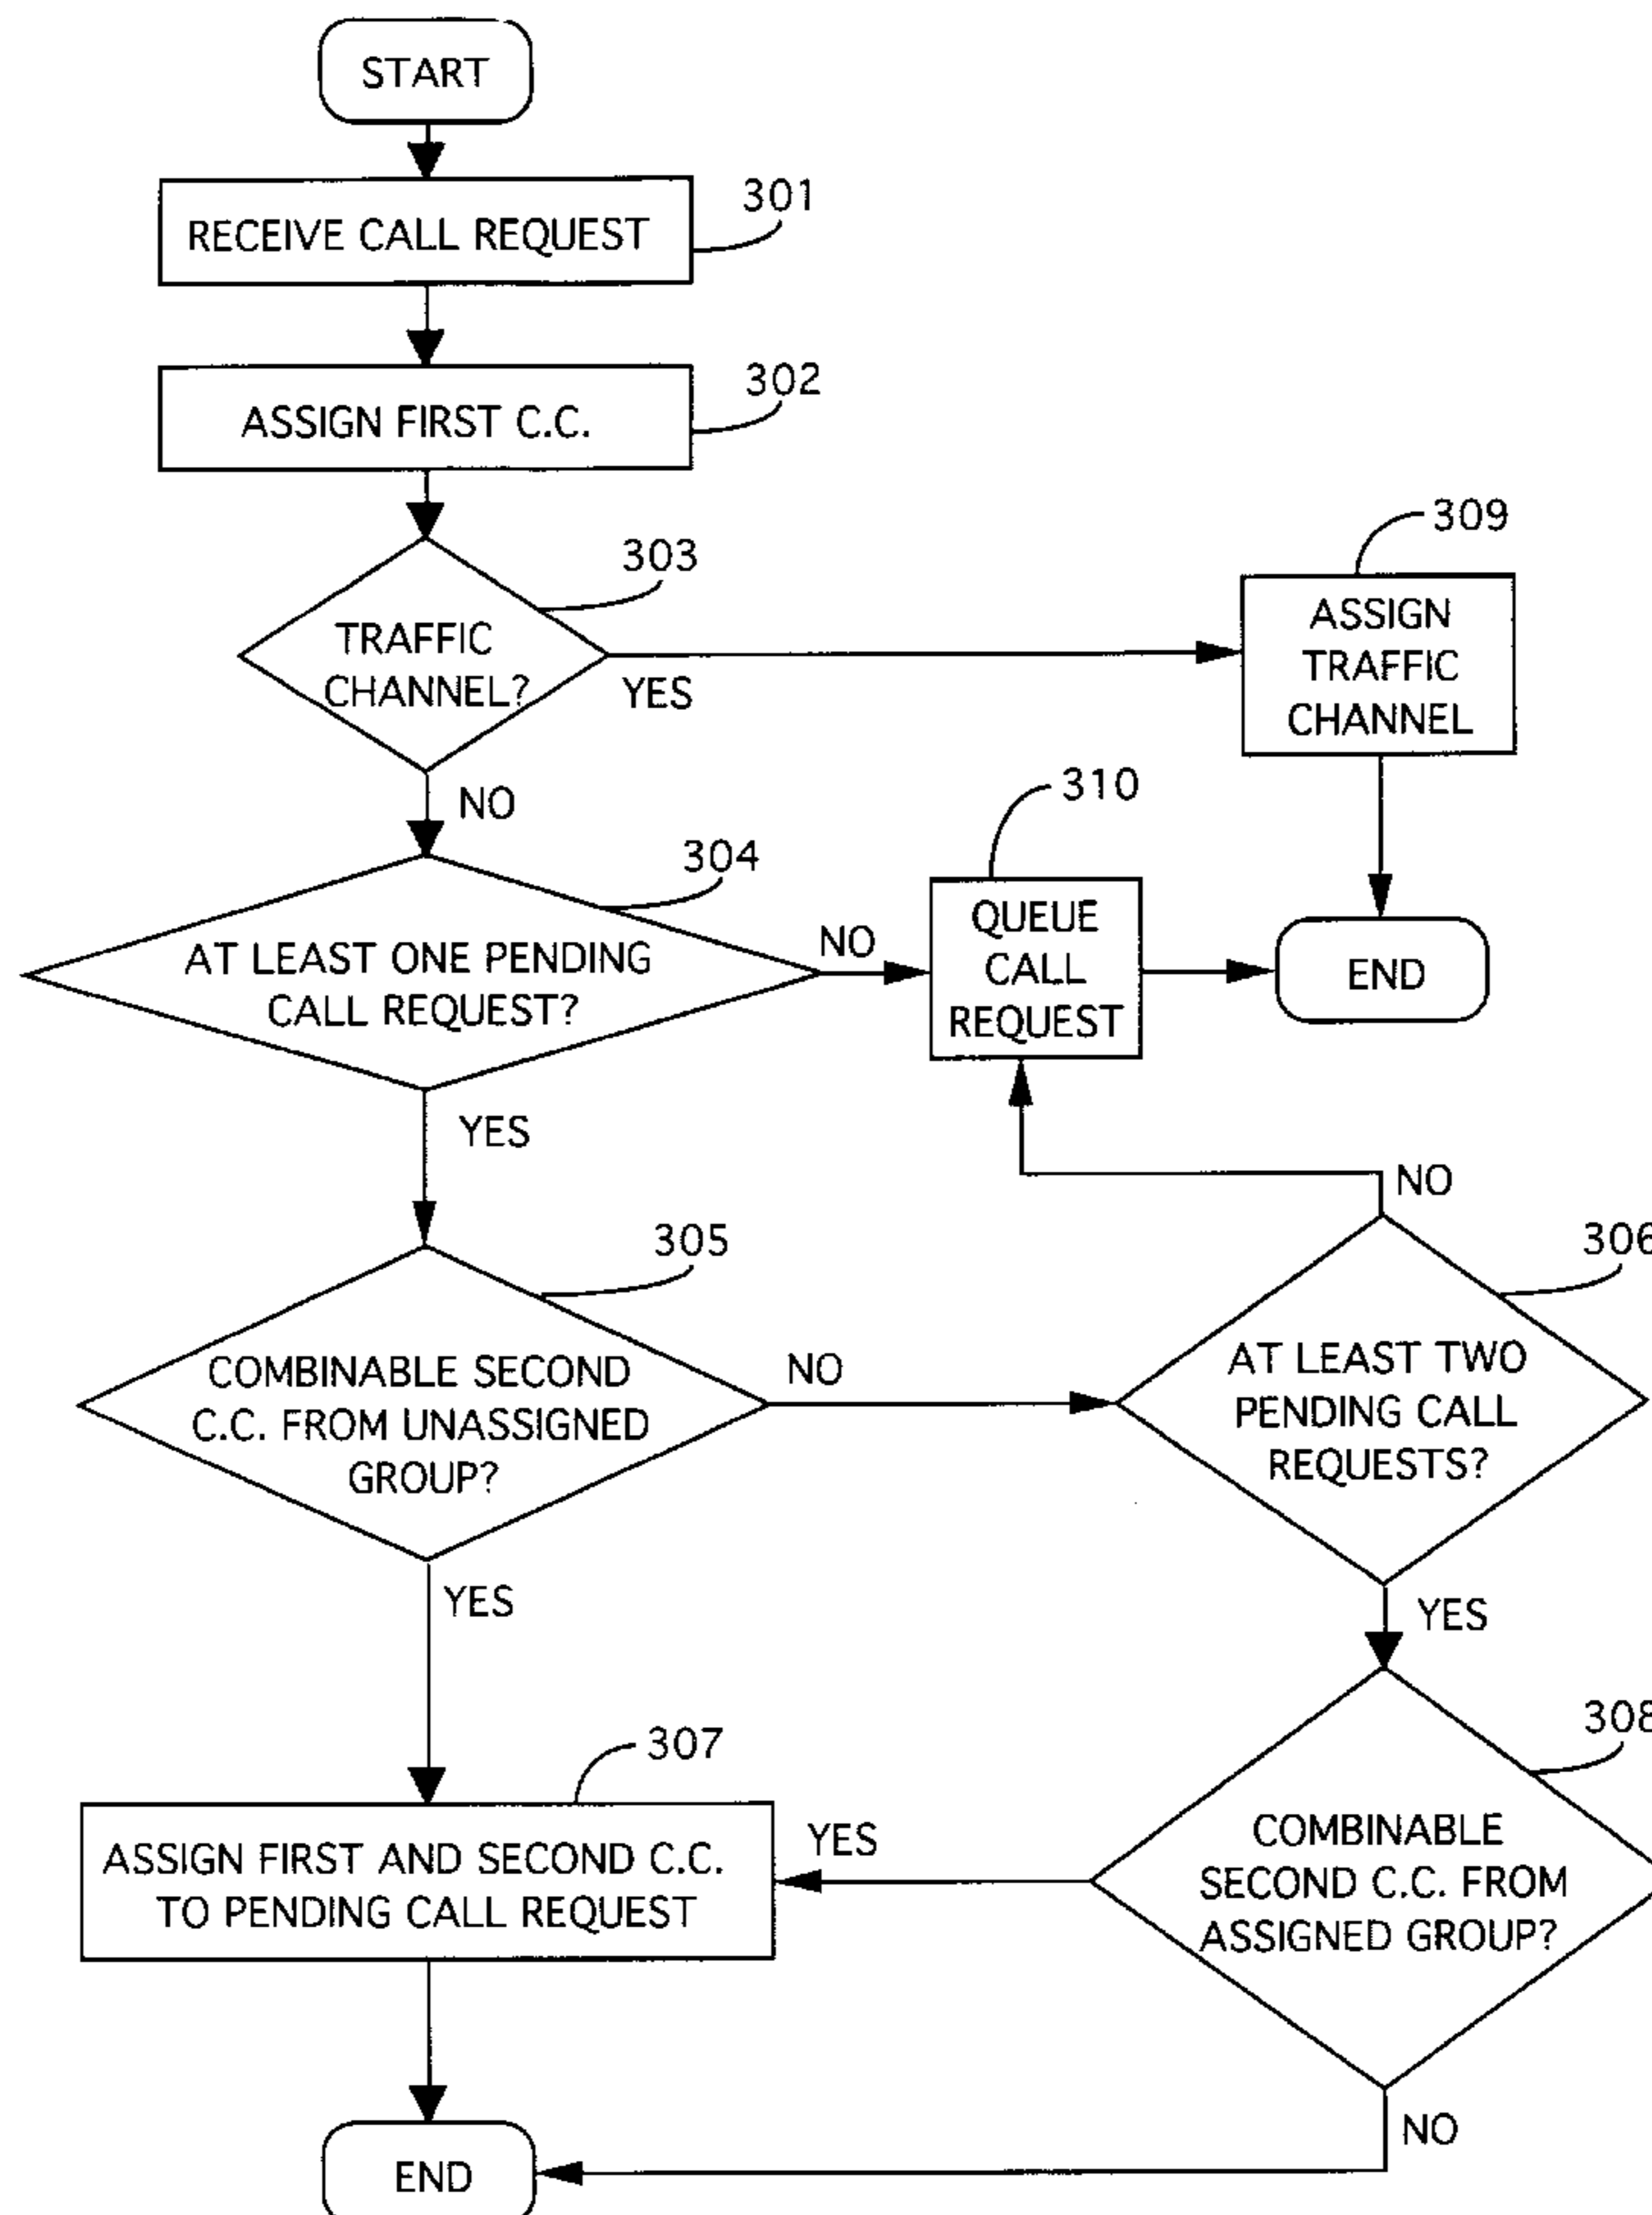 START
301
RECEIVE CALL REQUEST
302
ASSIGN FIRST C.C.
303
TRAFFIC
CHANNEL?
YES
NO
309
ASSIGN
TRAFFIC
CHANNEL
304
AT LEAST ONE PENDING
CALL REQUEST?
NO
YES
310
QUEUE
CALL
REQUEST
END
305
COMBINABLE SECOND
C.C. FROM UNASSIGNED
GROUP?
NO
YES
NO
306
AT LEAST TWO
PENDING CALL
REQUESTS?
YES
307
ASSIGN FIRST AND SECOND C.C.
TO PENDING CALL REQUEST
YES
308
COMBINABLE
SECOND C.C. FROM
ASSIGNED GROUP?
NO
END